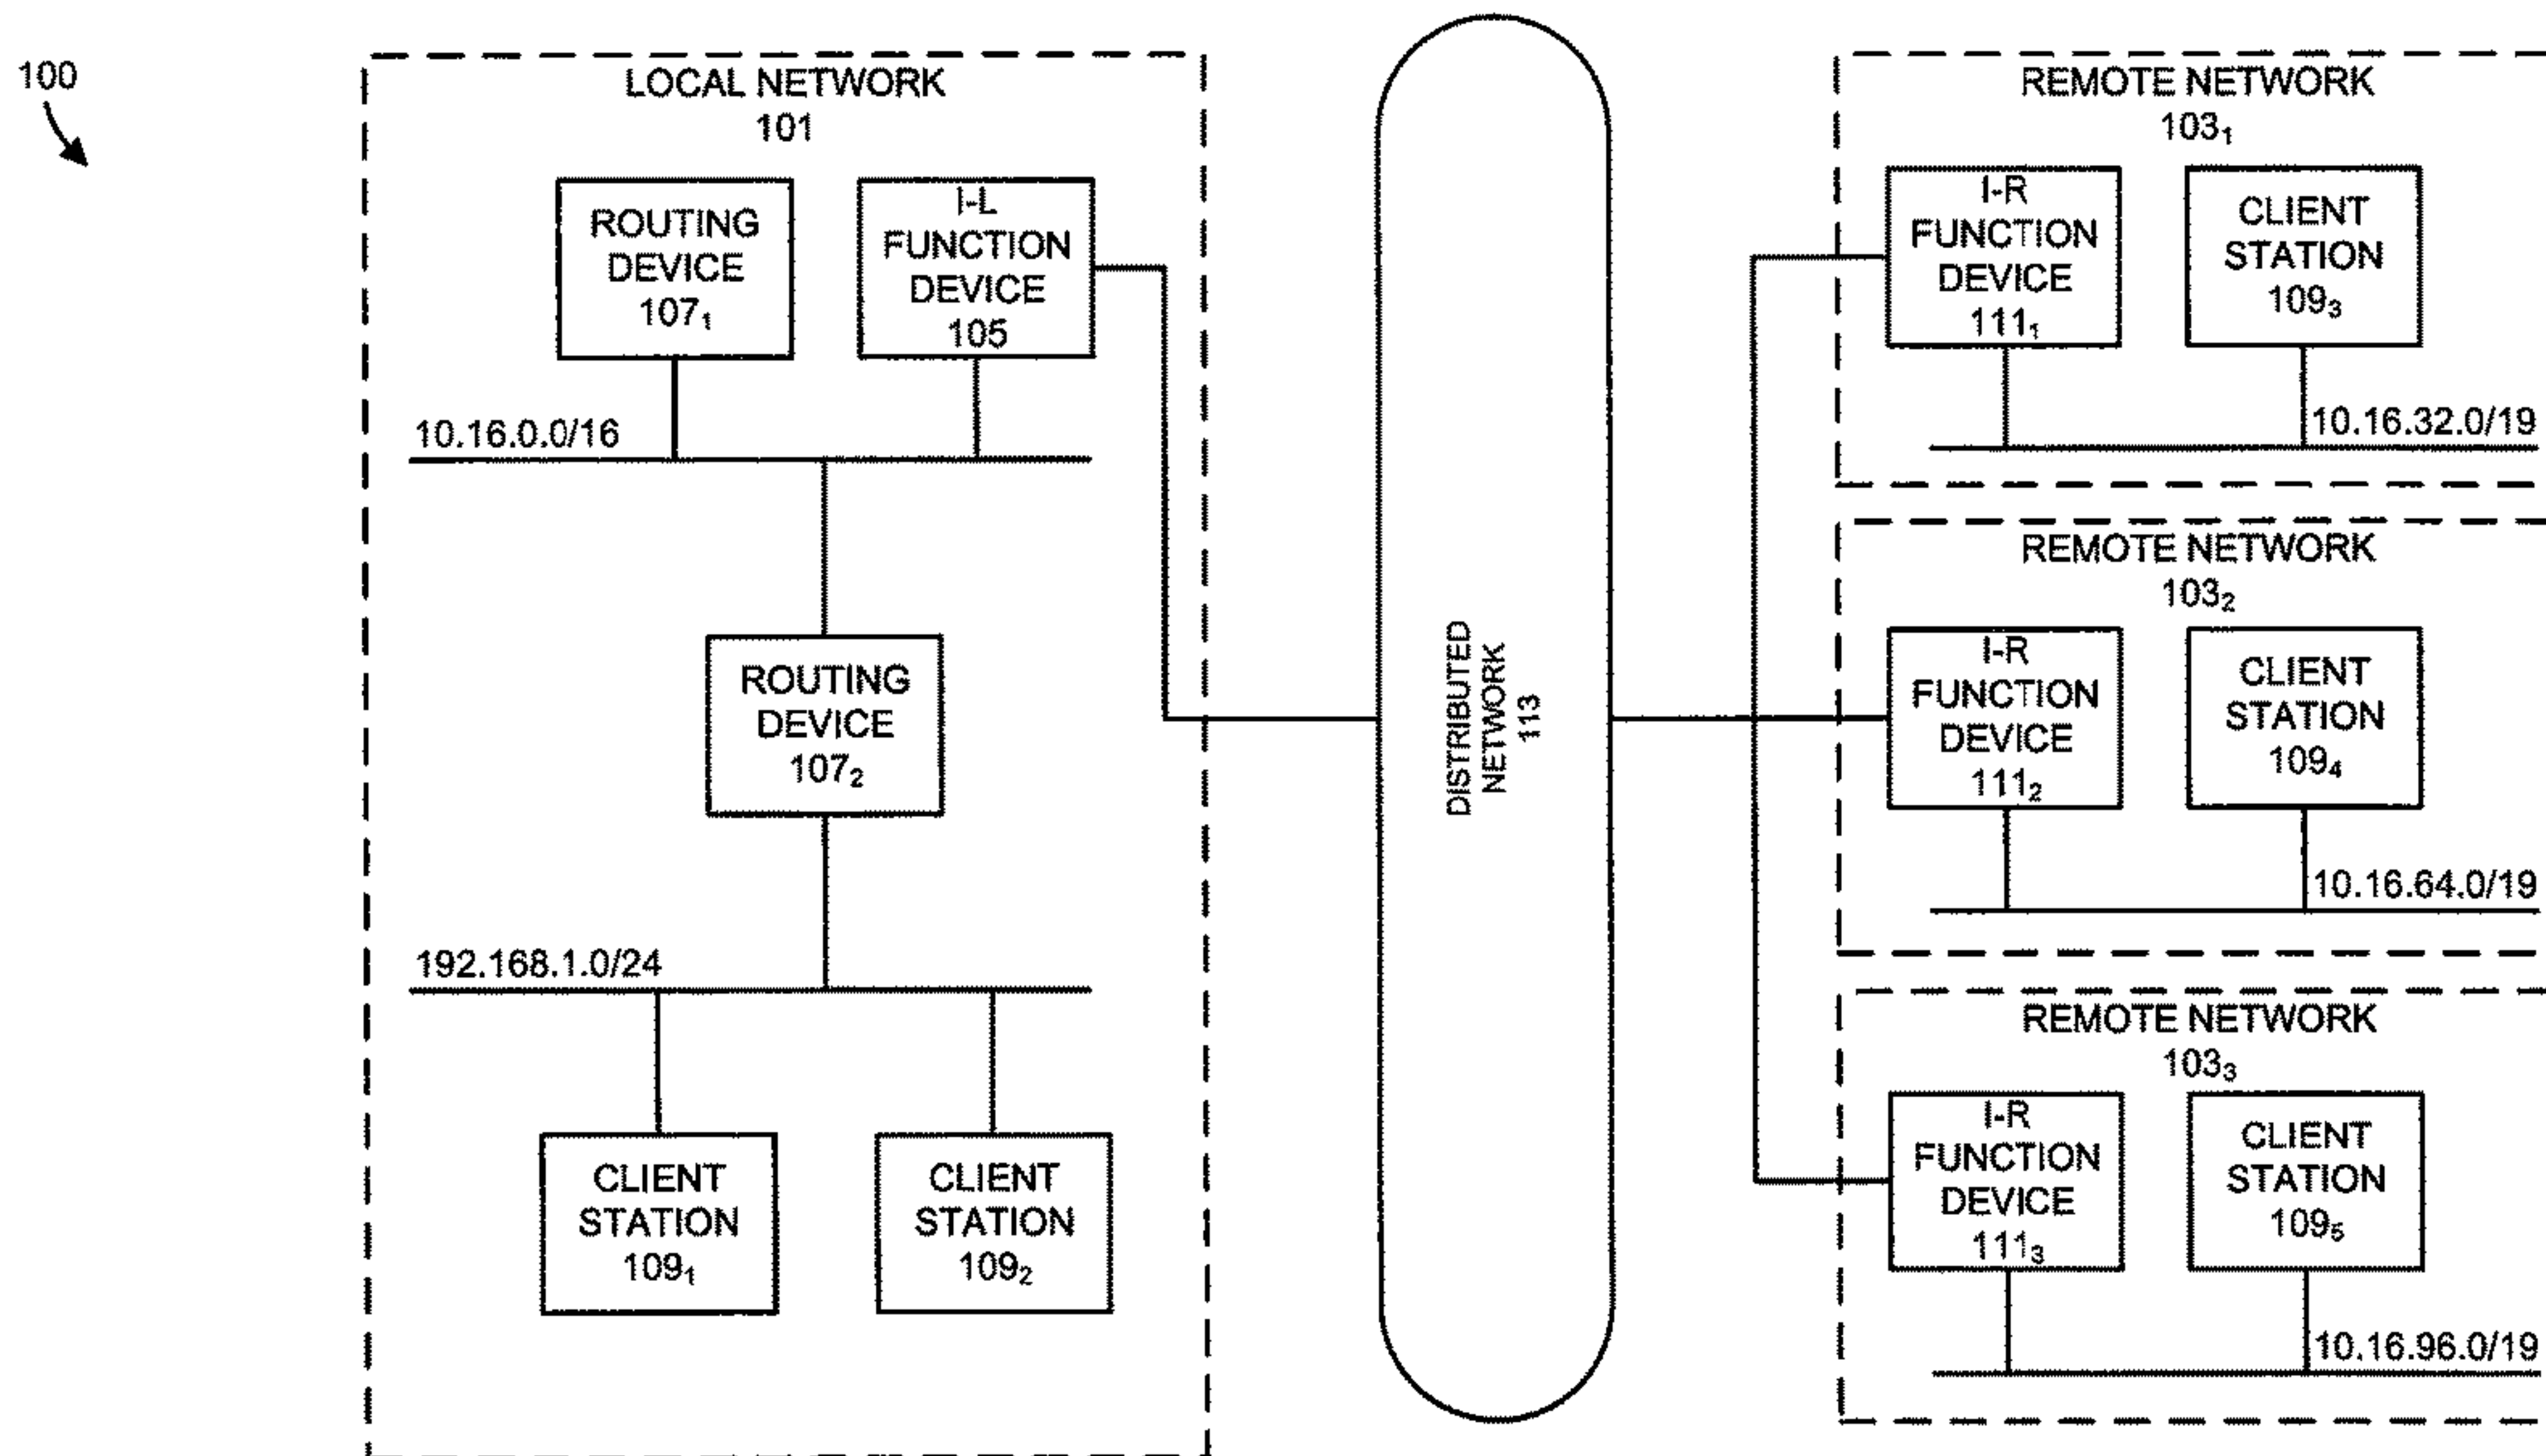 100
LOCAL NETWORK
101
ROUTING
DEVICE
107₁
I-L
FUNCTION
DEVICE
105
10.16.0.0/16
ROUTING
DEVICE
107₂
192.168.1.0/24
CLIENT
STATION
109₁
CLIENT
STATION
109₂
DISTRIBUTED
NETWORK
113
REMOTE NETWORK
103₁
I-R
FUNCTION
DEVICE
111₁
CLIENT
STATION
109₃
10.16.32.0/19
REMOTE NETWORK
103₂
I-R
FUNCTION
DEVICE
111₂
CLIENT
STATION
109₄
10.16.64.0/19
REMOTE NETWORK
103₃
I-R
FUNCTION
DEVICE
111₃
CLIENT
STATION
109₅
10.16.96.0/19